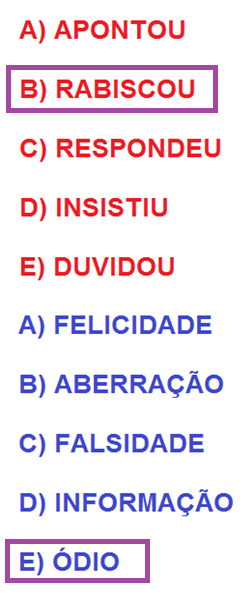 A) APONTOU
B) RABISCOU
C) RESPONDEU
D) INSISTIU
E) DUVIDOU
A) FELICIDADE
B) ABERRAÇÃO
C) FALSIDADE
D) INFORMAÇÃO
E) ÓDIO